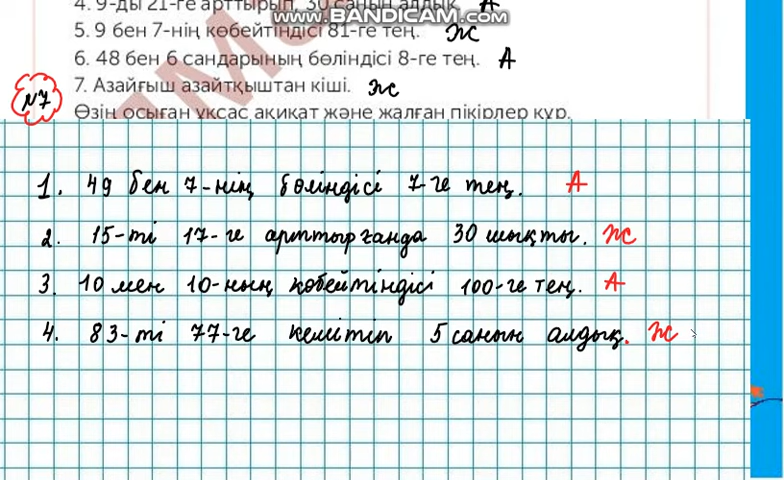 4. 9-ды 21-ге арттырып, 30 санын алдық. А
WWW.BANDICAM.COM
5. 9 бен 7-нің көбейтіндісі 81-ге тең. Ж
6. 48 бен 6 сандарының бөліндісі 8-ге тең. А
7. Азайғыш азайтқыштан кіші. Ж
№7
Өзің осыған ұқсас ақиқат және жалған пікірлер құр.
1. 49 бен 7-нің бөліндісі 7-ге тең. А
2. 15-ті 17-ге арттырғанда 30 шықты. Ж
3. 10 мен 10-ның көбейтіндісі 100-ге тең. А
4. 83-ті 77-ге кемітіп 5 санын алдық. Ж